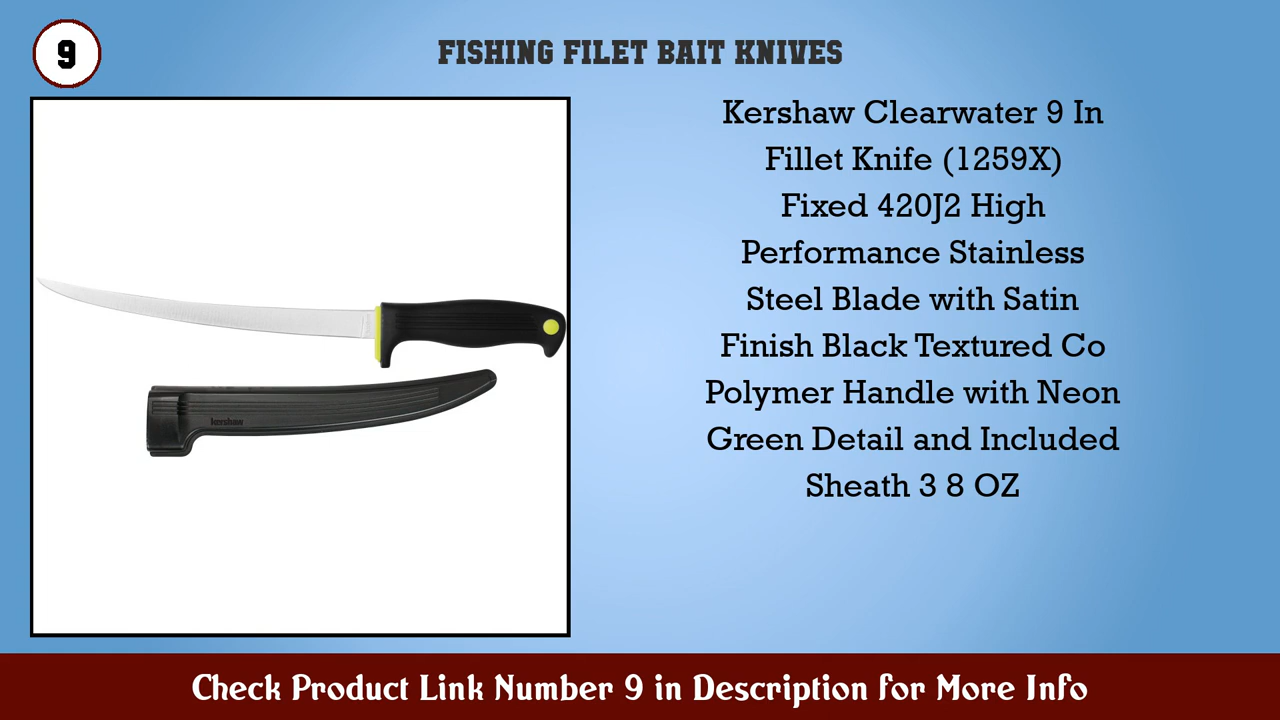 9
FISHING FILET BAIT KNIVES
Kershaw Clearwater 9 In
Fillet Knife (1259X)
Fixed 420J2 High
Performance Stainless
Steel Blade with Satin
Finish Black Textured Co
Polymer Handle with Neon
Green Detail and Included
Sheath 3 8 OZ
kershaw
Check Product Link Number 9 in Description for More Info